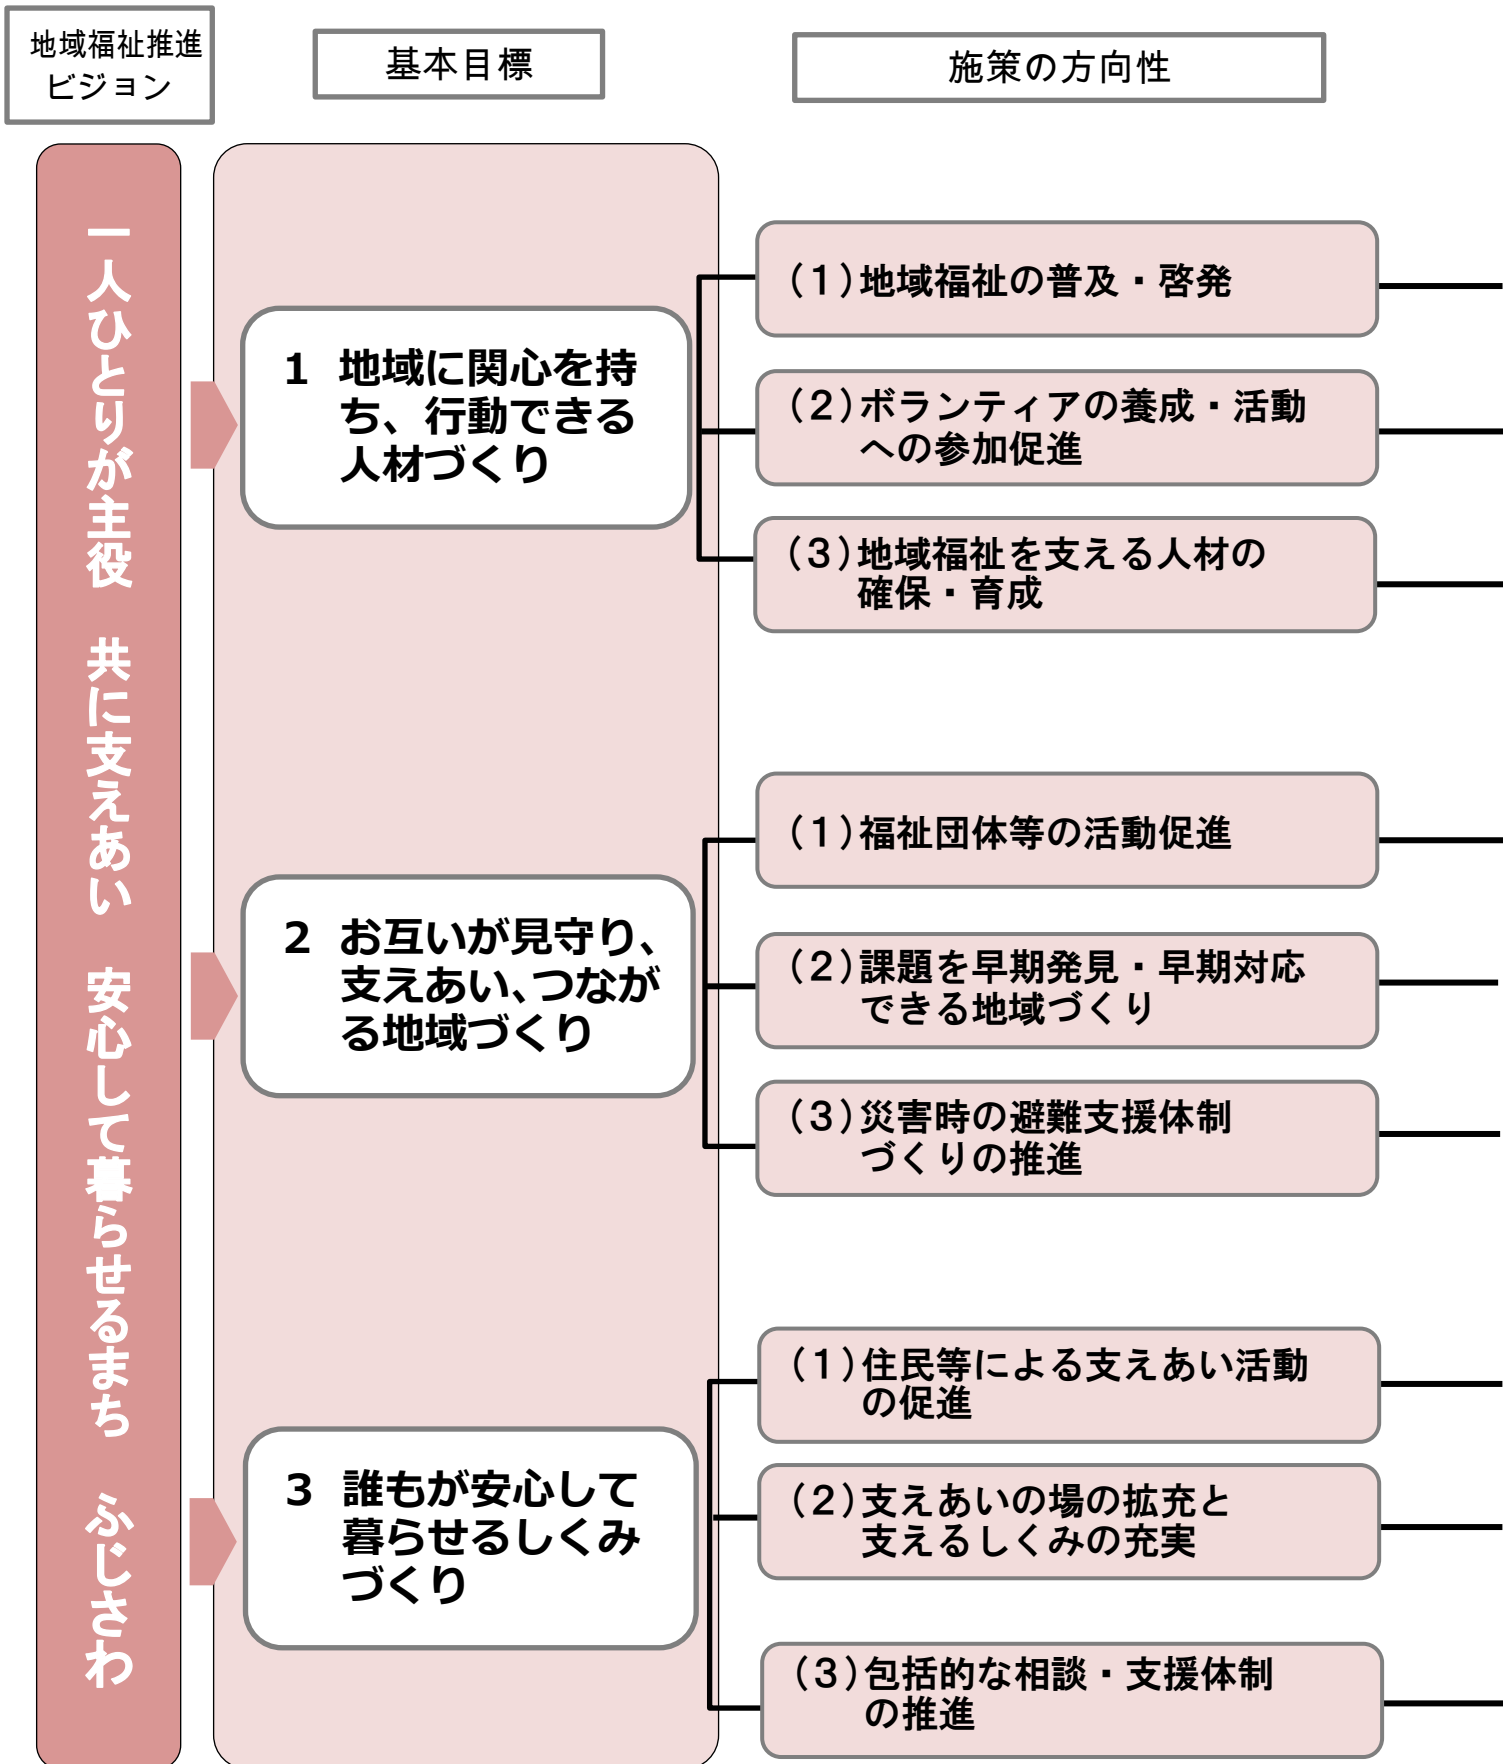 地域福祉推進
ビジョン
基本目標
施策の方向性
一人ひとりが主役　共に支えあい　安心して暮らせるまち　ふじさわ
1 地域に関心を持
ち、行動できる
人材づくり
（1）地域福祉の普及・啓発
（2）ボランティアの養成・活動
への参加促進
（3）地域福祉を支える人材の
確保・育成
2 お互いが見守り、
支えあい、つなが
る地域づくり
（1）福祉団体等の活動促進
（2）課題を早期発見・早期対応
できる地域づくり
（3）災害時の避難支援体制
づくりの推進
3 誰もが安心して
暮らせるしくみ
づくり
（1）住民等による支えあい活動
の促進
（2）支えあいの場の拡充と
支えるしくみの充実
（3）包括的な相談・支援体制
の推進